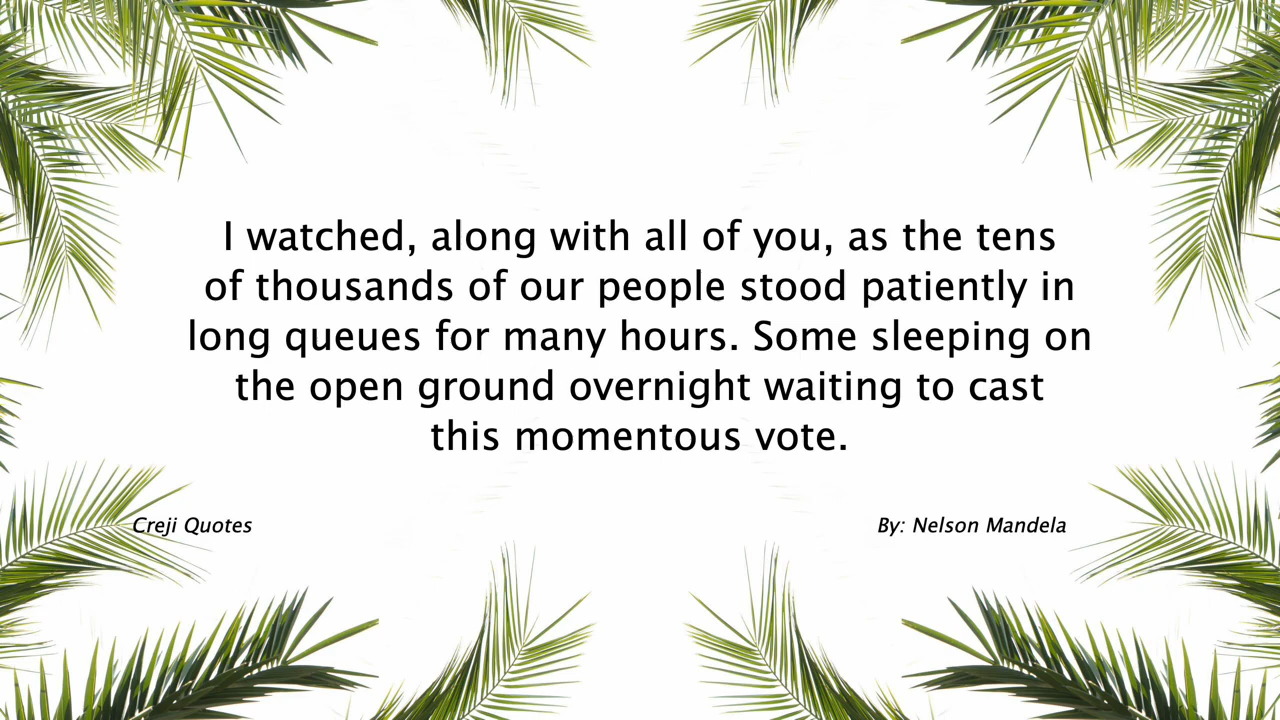 I watched, along with all of you, as the tens
of thousands of our people stood patiently in
long queues for many hours. Some sleeping on
the open ground overnight waiting to cast
this momentous vote.
Creji Quotes
By: Nelson Mandela